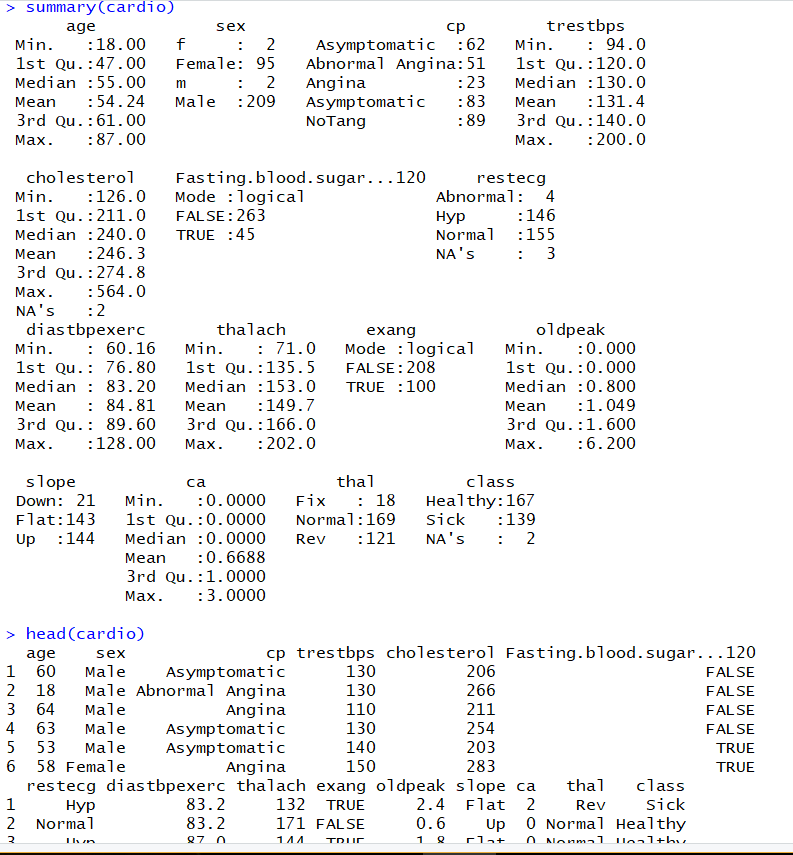 > summary(cardio)
      age             sex                       cp         trestbps
 Min.   :18.00   f     :  2    Asymptomatic  :62   Min.   : 94.0
 1st Qu.:47.00   Female: 95   Abnormal Angina:51   1st Qu.:120.0
 Median :55.00   m     :  2   Angina         :23   Median :130.0
 Mean   :54.24   Male  :209   Asymptomatic   :83   Mean   :131.4
 3rd Qu.:61.00                NoTang         :89   3rd Qu.:140.0
 Max.   :87.00                                     Max.   :200.0

  cholesterol    Fasting.blood.sugar...120     restecg
 Min.   :126.0   Mode :logical             Abnormal:  4
 1st Qu.:211.0   FALSE:263                 Hyp     :146
 Median :240.0   TRUE :45                  Normal  :155
 Mean   :246.3                             NA's    :  3
 3rd Qu.:274.8
 Max.   :564.0
 NA's   :2
  diastbpexerc       thalach        exang            oldpeak
 Min.   : 60.16   Min.   : 71.0   Mode :logical   Min.   :0.000
 1st Qu.: 76.80   1st Qu.:135.5   FALSE:208       1st Qu.:0.000
 Median : 83.20   Median :153.0   TRUE :100       Median :0.800
 Mean   : 84.81   Mean   :149.7                   Mean   :1.049
 3rd Qu.: 89.60   3rd Qu.:166.0                   3rd Qu.:1.600
 Max.   :128.00   Max.   :202.0                   Max.   :6.200

  slope           ca             thal         class
 Down: 21   Min.   :0.0000   Fix   : 18   Healthy:167
 Flat:143   1st Qu.:0.0000   Normal:169   Sick   :139
 Up  :144   Median :0.0000   Rev   :121   NA's   :  2
            Mean   :0.6688
            3rd Qu.:1.0000
            Max.   :3.0000

> head(cardio)
  age    sex              cp trestbps cholesterol Fasting.blood.sugar...120
1  60   Male    Asymptomatic      130         206                     FALSE
2  18   Male Abnormal Angina      130         266                     FALSE
3  64   Male          Angina      110         211                     FALSE
4  63   Male    Asymptomatic      130         254                     FALSE
5  53   Male    Asymptomatic      140         203                      TRUE
6  58 Female          Angina      150         283                      TRUE
  restecg diastbpexerc thalach exang oldpeak slope ca   thal   class
1     Hyp         83.2     132  TRUE     2.4  Flat  2    Rev    Sick
2  Normal         83.2     171 FALSE     0.6    Up  0 Normal Healthy
3     Hyp         87.0     144  TRUE     1.8  Flat  0 Normal Healthy